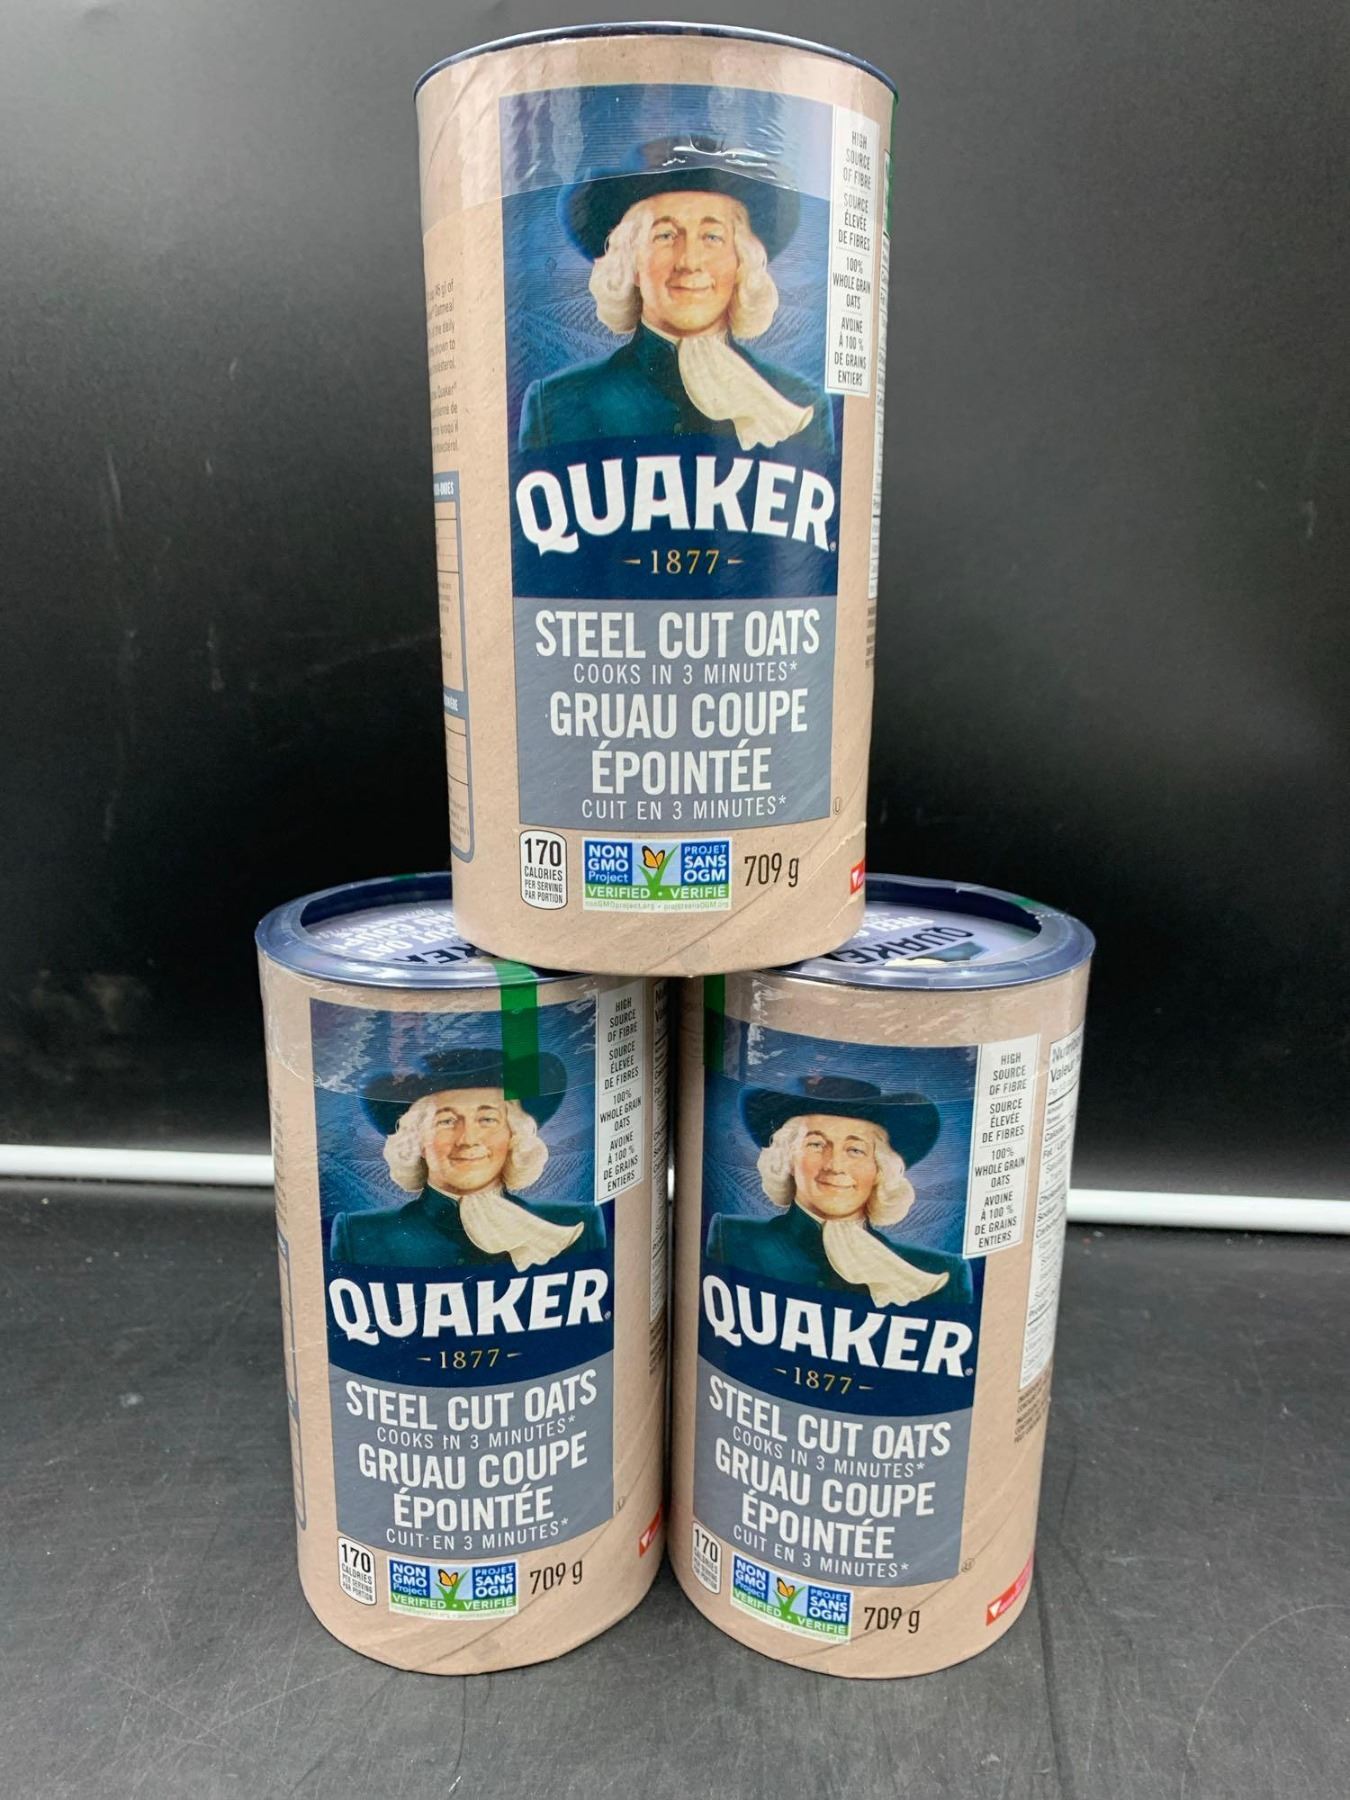 HIGH
SOURCE
OF FIBRE
SOURCE
ÉLEVÉE
DE FIBRES
100%
WHOLE GRAIN
OATS
AVOINE
À 100 %
DE GRAINS
ENTIERS
QUAKER
-1877-
STEEL CUT OATS
COOKS IN 3 MINUTES*
GRUAU COUPE
ÉPOINTÉE
CUIT EN 3 MINUTES*
170
CALORIES
PER SERVING
PAR PORTION
NON
GMO
Project
VERIFIED • VÉRIFIÉ
PROJET
SANS
OGM
709 g
QUAKER
HIGH
SOURCE
OF FIBRE
SOURCE
ÉLEVÉE
DE FIBRES
100%
WHOLE GRAIN
OATS
AVOINE
À 100 %
DE GRAINS
ENTIERS
QUAKER
-1877-
STEEL CUT OATS
COOKS IN 3 MINUTES*
GRUAU COUPE
ÉPOINTÉE
CUIT EN 3 MINUTES*
170
CALORIES
PER SERVING
PAR PORTION
NON
GMO
Project
VERIFIED • VÉRIFIÉ
PROJET
SANS
OGM
709 g
HIGH
SOURCE
OF FIBRE
SOURCE
ÉLEVÉE
DE FIBRES
100%
WHOLE GRAIN
OATS
AVOINE
À 100 %
DE GRAINS
ENTIERS
QUAKER
-1877-
STEEL CUT OATS
COOKS IN 3 MINUTES*
GRUAU COUPE
ÉPOINTÉE
CUIT EN 3 MINUTES*
170
CALORIES
NON
GMO
Project
VERIFIED • VÉRIFIÉ
PROJET
SANS
OGM
709 g